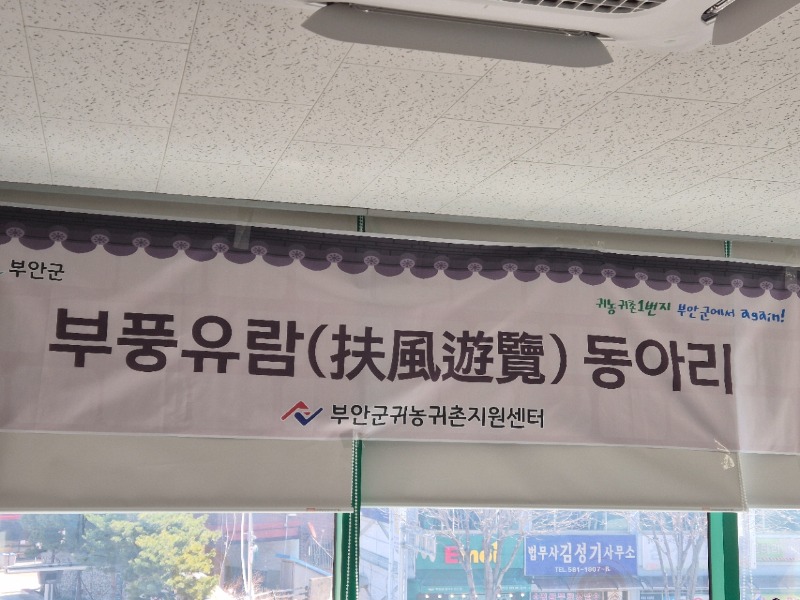 부안군
귀농귀촌1번지 부안군에서 again!
부풍유람(扶風遊覽) 동아리
부안군귀농귀촌지원센터
법무사김성기사무소